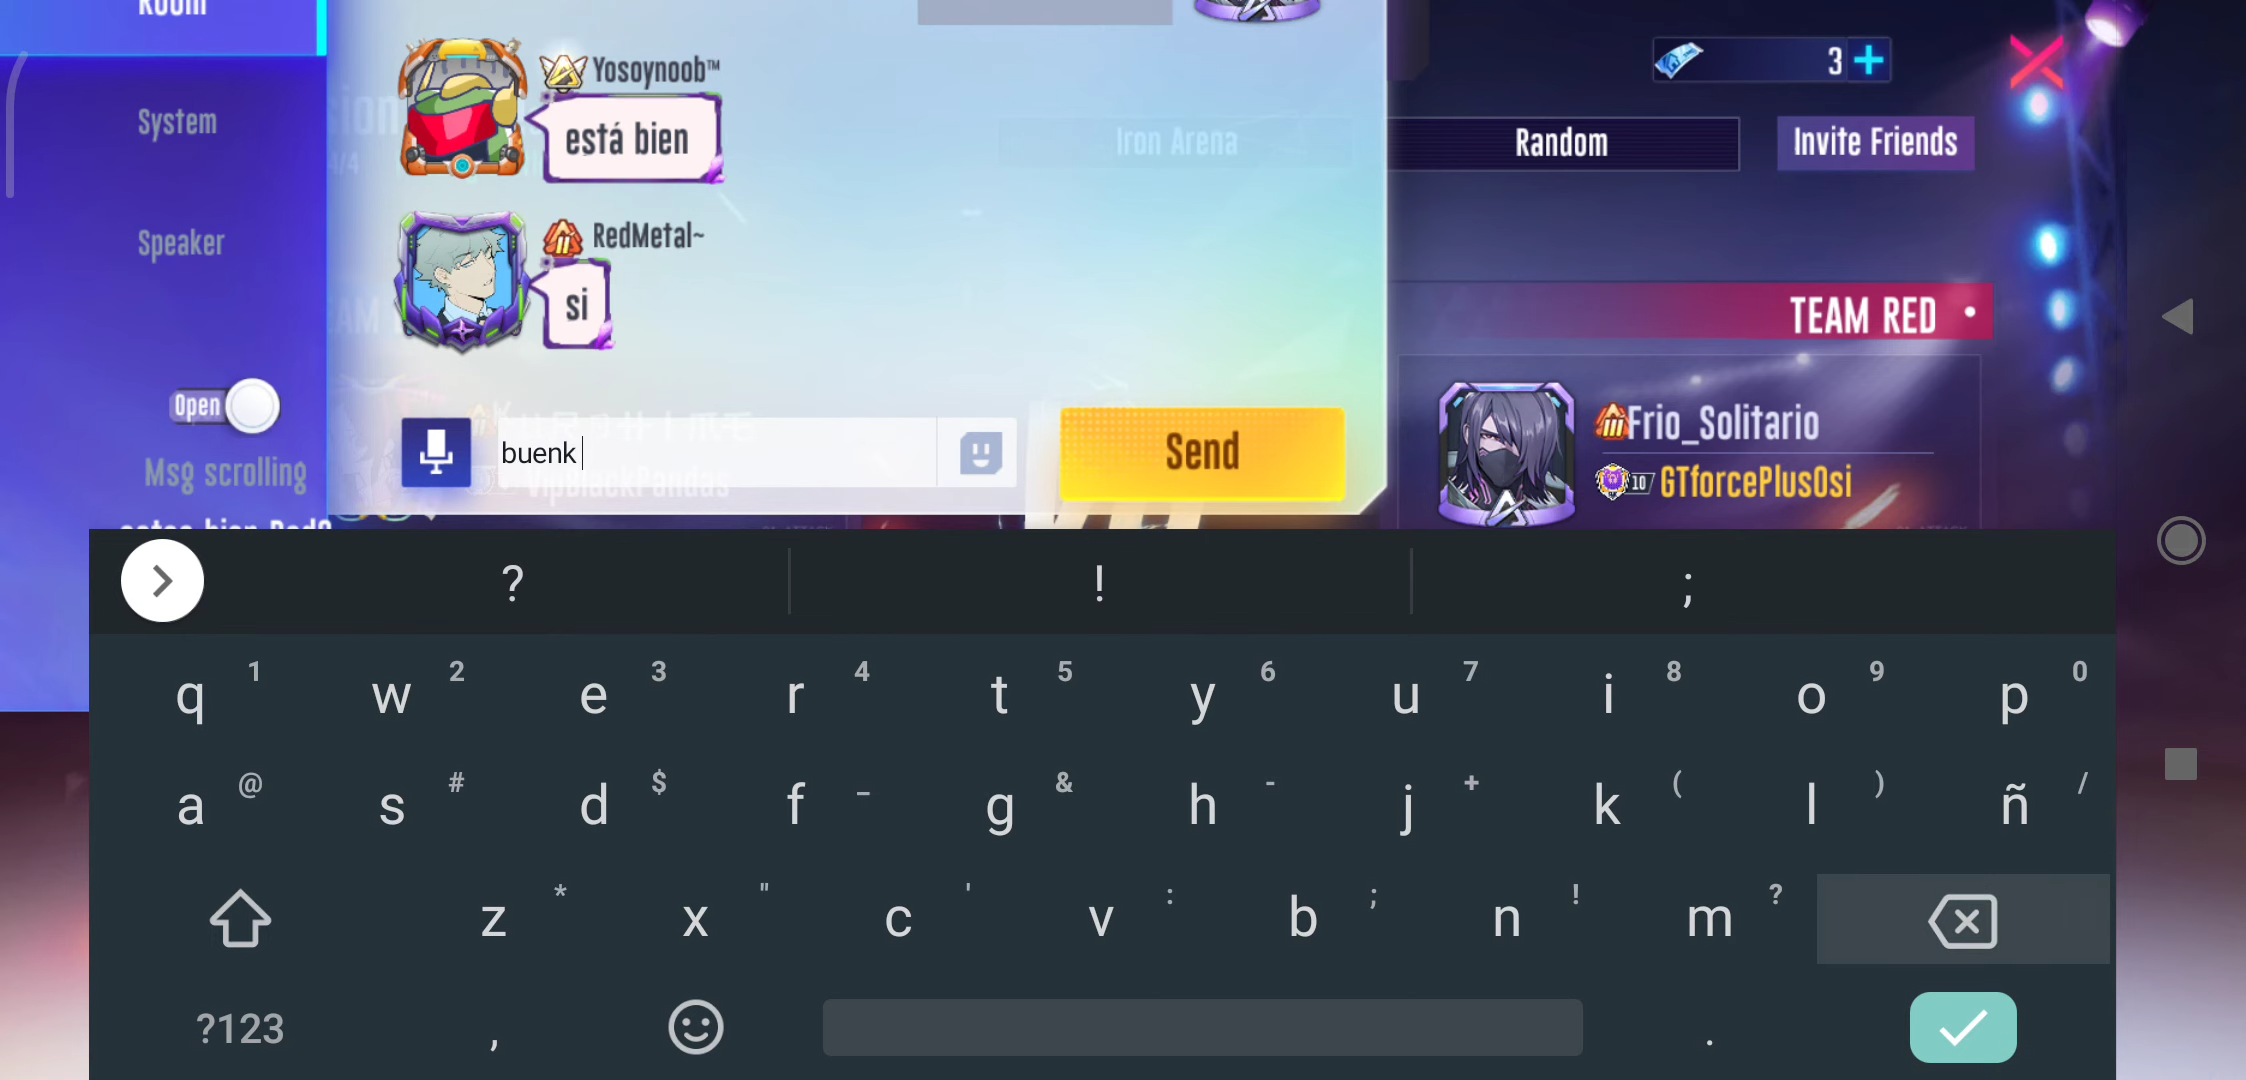 Room
3
Yosoynoob™
System
está bien
Iron Arena
Random
Invite Friends
RedMetal~
Speaker
si
TEAM RED
Open
Frio_Solitario
buenk
Send
Msg scrolling
VipBlackPandas
10 GTforcePlusOsi
? ! ;
q 1 w 2 e 3 r 4 t 5 y 6 u 7 i 8 o 9 p 0
a @ s # d $ f _ g & h - j + k ( l ) ñ /
z * x " c ' v : b ; n ! m ?
?123 , .